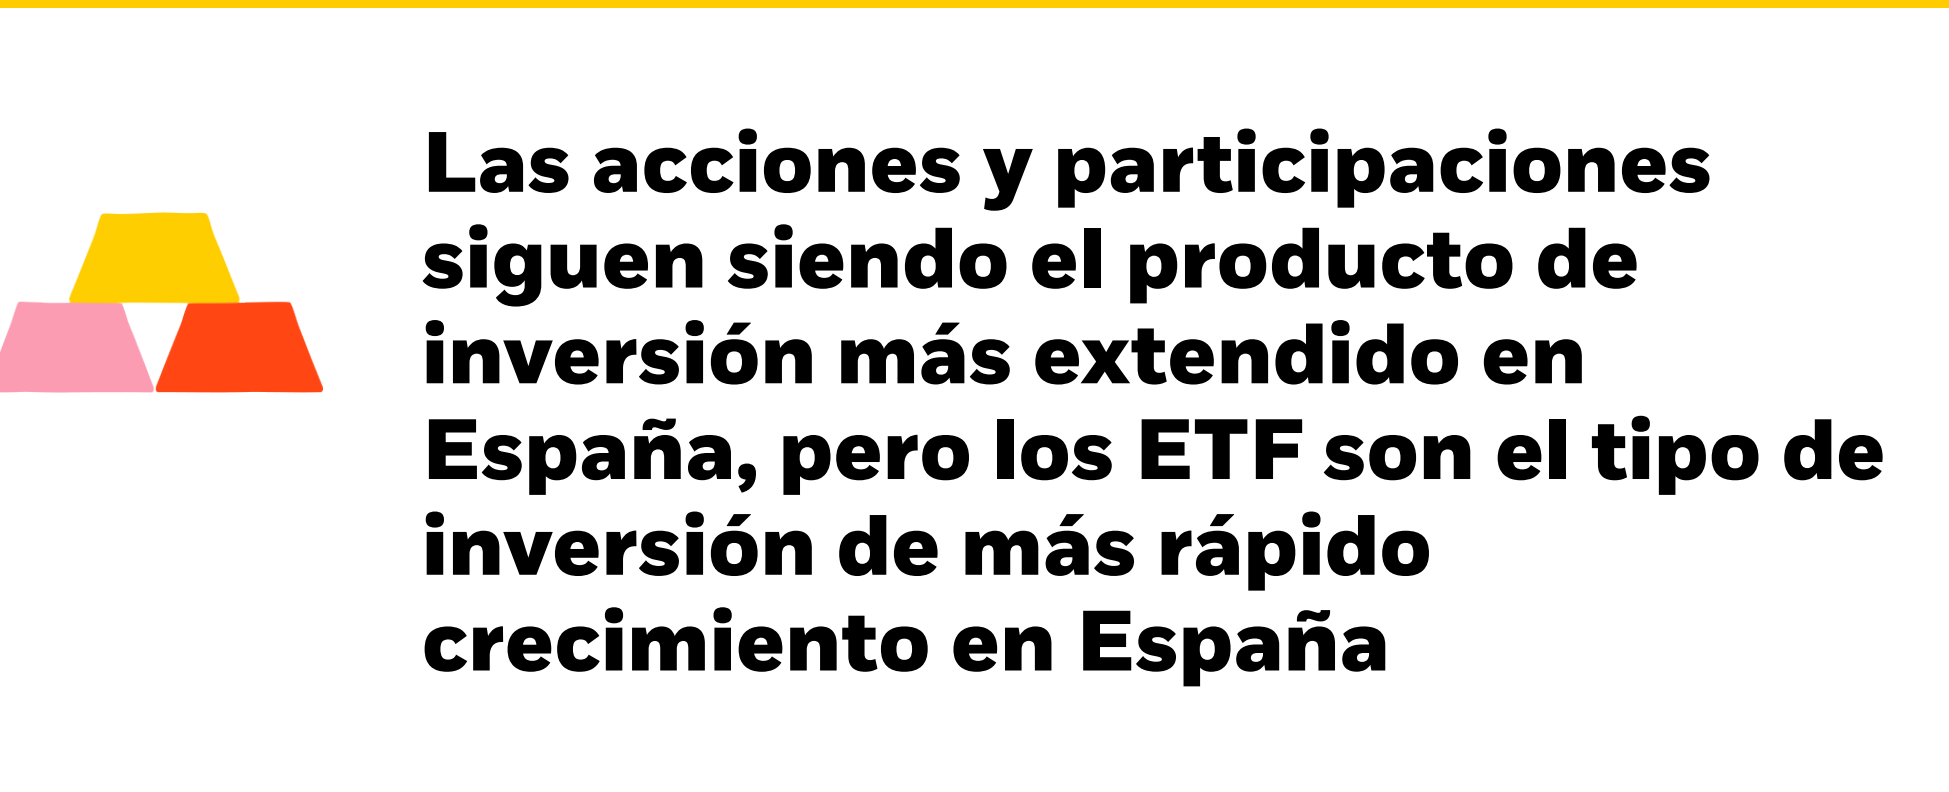 Las acciones y participaciones
siguen siendo el producto de
inversión más extendido en
España, pero los ETF son el tipo de
inversión de más rápido
crecimiento en España